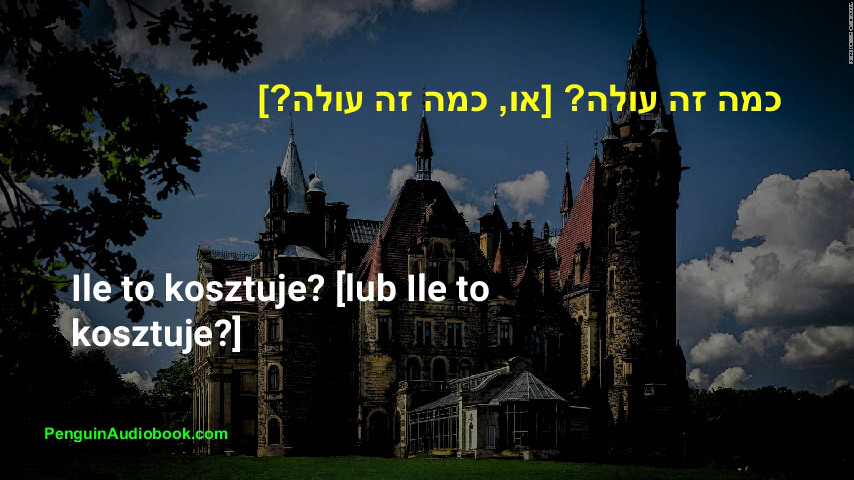 כמה זה עולה? [או, כמה זה עולה?]
Ile to kosztuje? [lub Ile to
kosztuje?]
PenguinAudiobook.com